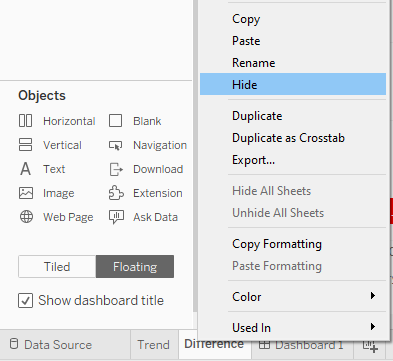 Copy
Paste
Rename
Hide
Duplicate
Duplicate as Crosstab
Export...
Hide All Sheets
Unhide All Sheets
Copy Formatting
Paste Formatting
Color
Used In
Objects
Horizontal Blank
Vertical Navigation
Text Download
Image Extension
Web Page Ask Data
Tiled Floating
Show dashboard title
Data Source Trend Difference Dashboard 1